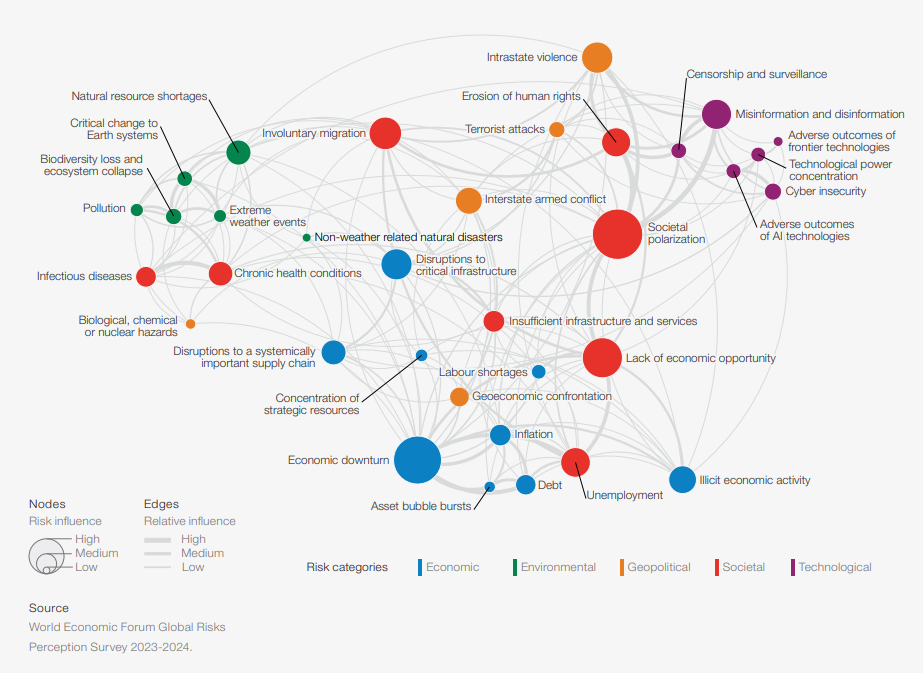 Intrastate violence
Censorship and surveillance
Natural resource shortages
Erosion of human rights
Misinformation and disinformation
Critical change to
Earth systems
Involuntary migration
Terrorist attacks
Adverse outcomes of
frontier technologies
Biodiversity loss and
ecosystem collapse
Technological power
concentration
Cyber insecurity
Pollution
Extreme
weather events
Interstate armed conflict
Adverse outcomes
of AI technologies
Societal
polarization
Non-weather related natural disasters
Disruptions to
critical infrastructure
Infectious diseases
Chronic health conditions
Biological, chemical
or nuclear hazards
Insufficient infrastructure and services
Disruptions to a systemically
important supply chain
Lack of economic opportunity
Labour shortages
Concentration of
strategic resources
Geoeconomic confrontation
Inflation
Economic downturn
Illicit economic activity
Debt
Unemployment
Asset bubble bursts
Nodes
Risk influence
High
Medium
Low
Edges
Relative influence
High
Medium
Low
Risk categories
Economic
Environmental
Geopolitical
Societal
Technological
Source
World Economic Forum Global Risks
Perception Survey 2023-2024.